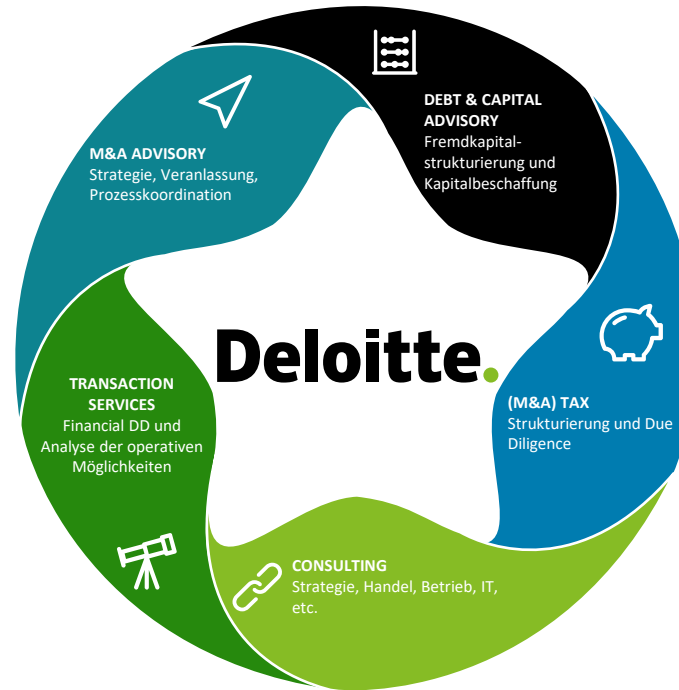 DEBT & CAPITAL
ADVISORY
Fremdkapital-
strukturierung und
Kapitalbeschaffung
M&A ADVISORY
Strategie, Veranlassung,
Prozesskoordination
Deloitte.
(M&A) TAX
Strukturierung und Due
Diligence
TRANSACTION
SERVICES
Financial DD und
Analyse der operativen
Möglichkeiten
CONSULTING
Strategie, Handel, Betrieb, IT,
etc.